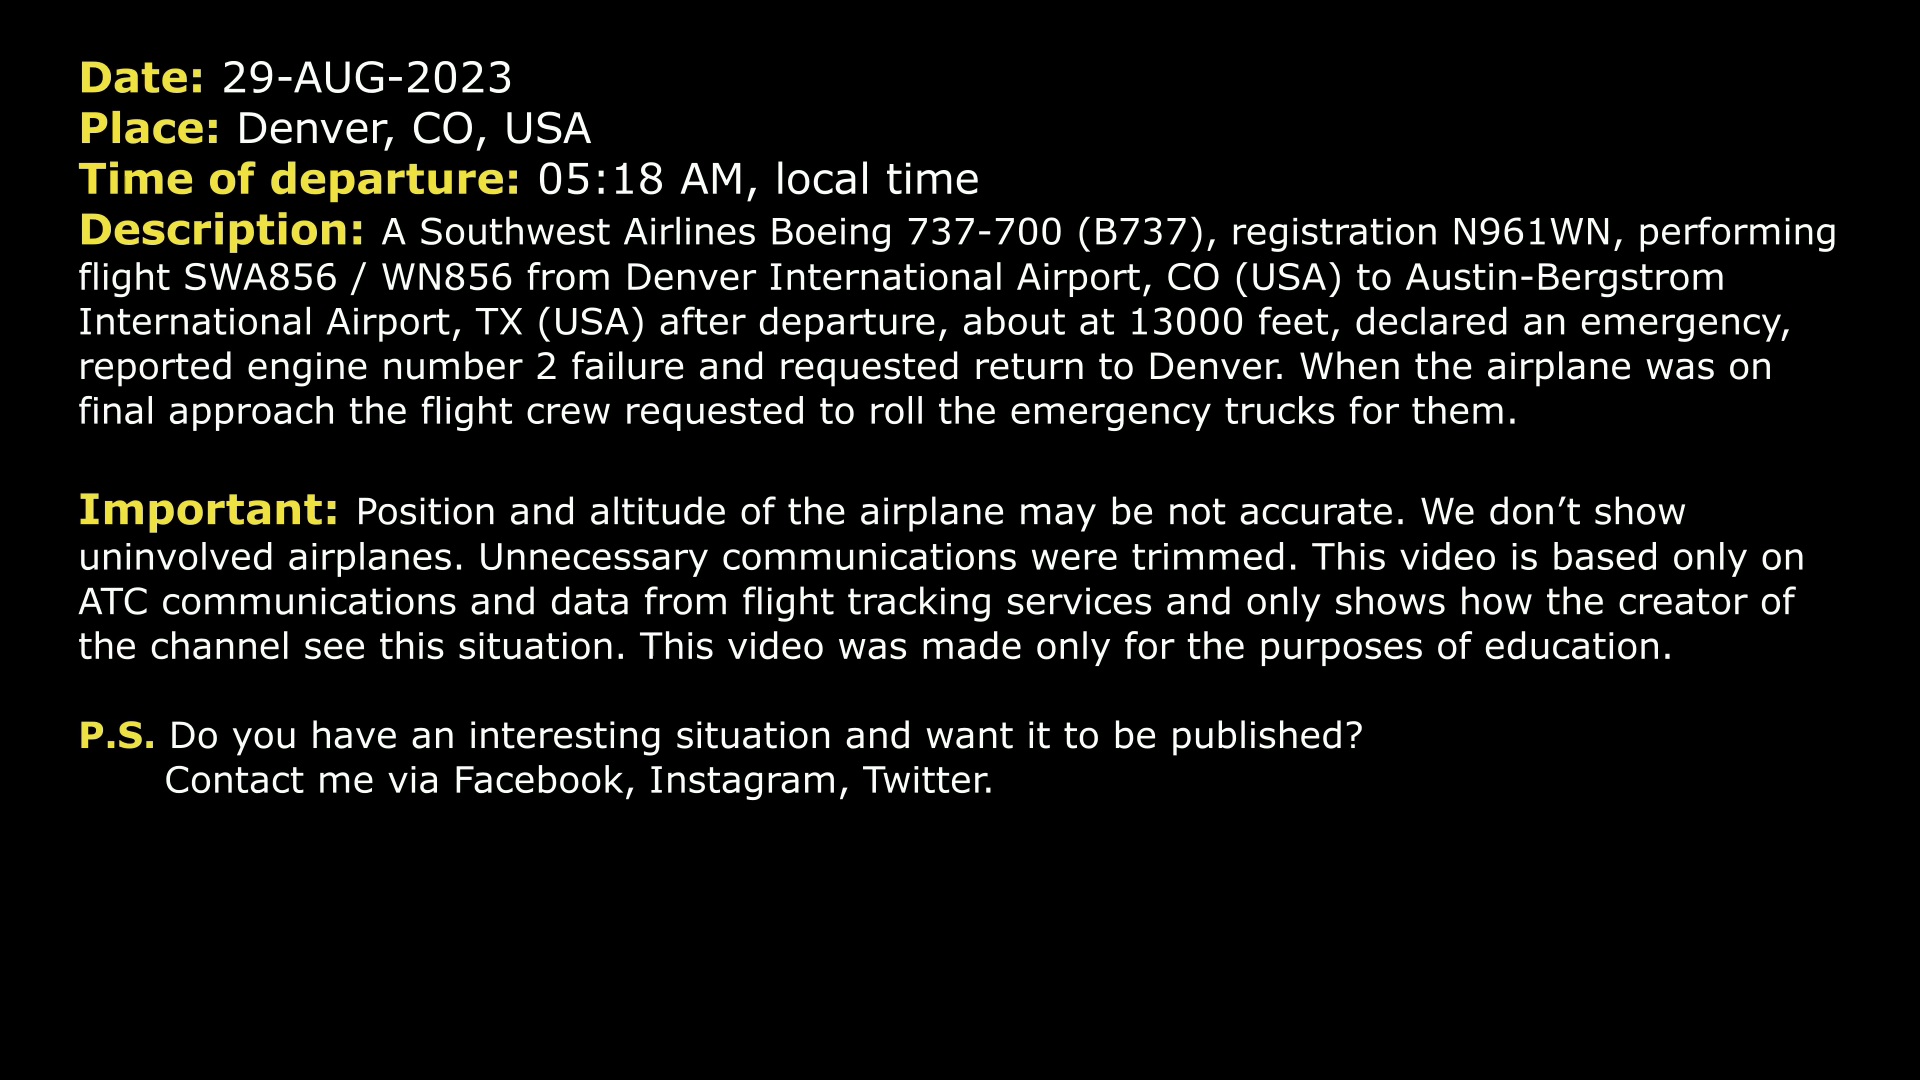 Date: 29-AUG-2023
Place: Denver, CO, USA
Time of departure: 05:18 AM, local time
Description: A Southwest Airlines Boeing 737-700 (B737), registration N961WN, performing
flight SWA856 / WN856 from Denver International Airport, CO (USA) to Austin-Bergstrom
International Airport, TX (USA) after departure, about at 13000 feet, declared an emergency,
reported engine number 2 failure and requested return to Denver. When the airplane was on
final approach the flight crew requested to roll the emergency trucks for them.
Important: Position and altitude of the airplane may be not accurate. We don’t show
uninvolved airplanes. Unnecessary communications were trimmed. This video is based only on
ATC communications and data from flight tracking services and only shows how the creator of
the channel see this situation. This video was made only for the purposes of education.
P.S. Do you have an interesting situation and want it to be published?
Contact me via Facebook, Instagram, Twitter.